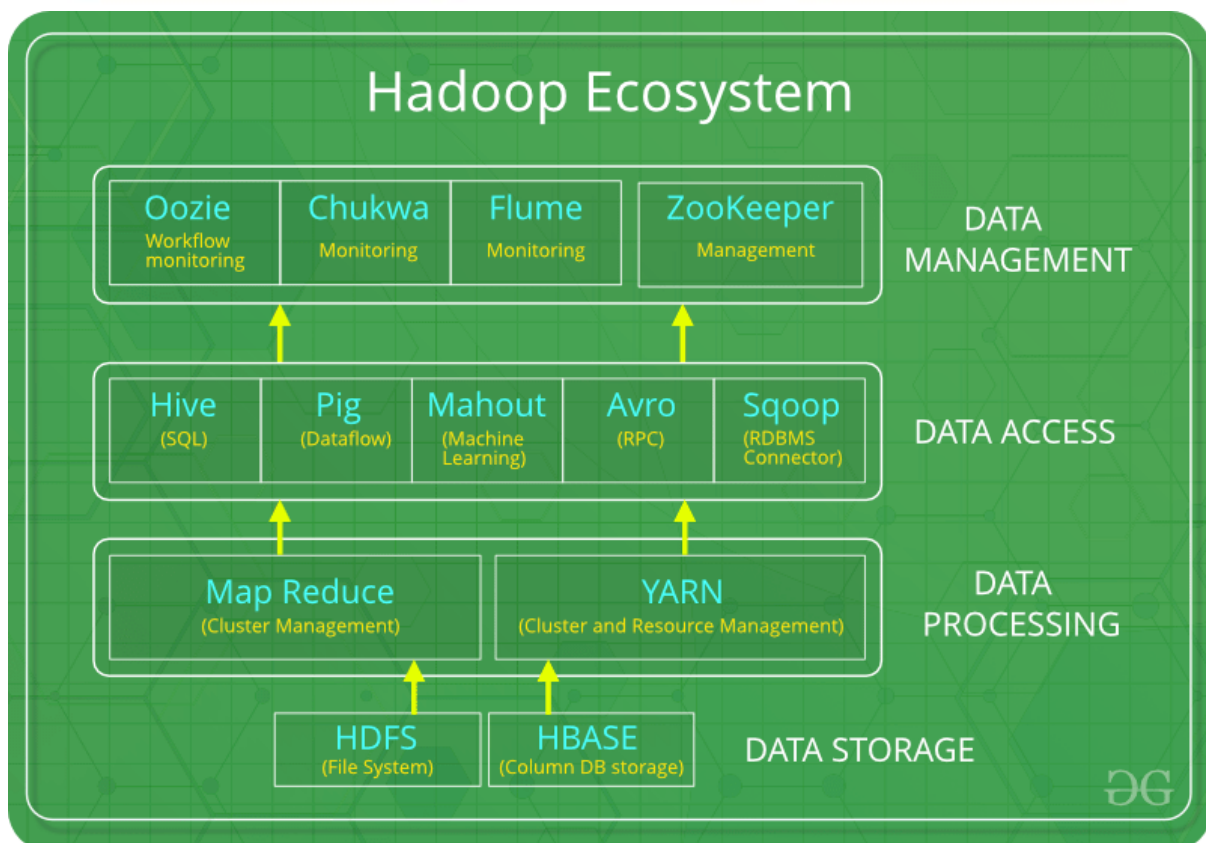 Hadoop Ecosystem
Oozie
Workflow
monitoring
Chukwa
Monitoring
Flume
Monitoring
ZooKeeper
Management
DATA
MANAGEMENT
Hive
(SQL)
Pig
(Dataflow)
Mahout
(Machine
Learning)
Avro
(RPC)
Sqoop
(RDBMS
Connector)
DATA ACCESS
Map Reduce
(Cluster Management)
YARN
(Cluster and Resource Management)
DATA
PROCESSING
HDFS
(File System)
HBASE
(Column DB storage)
DATA STORAGE